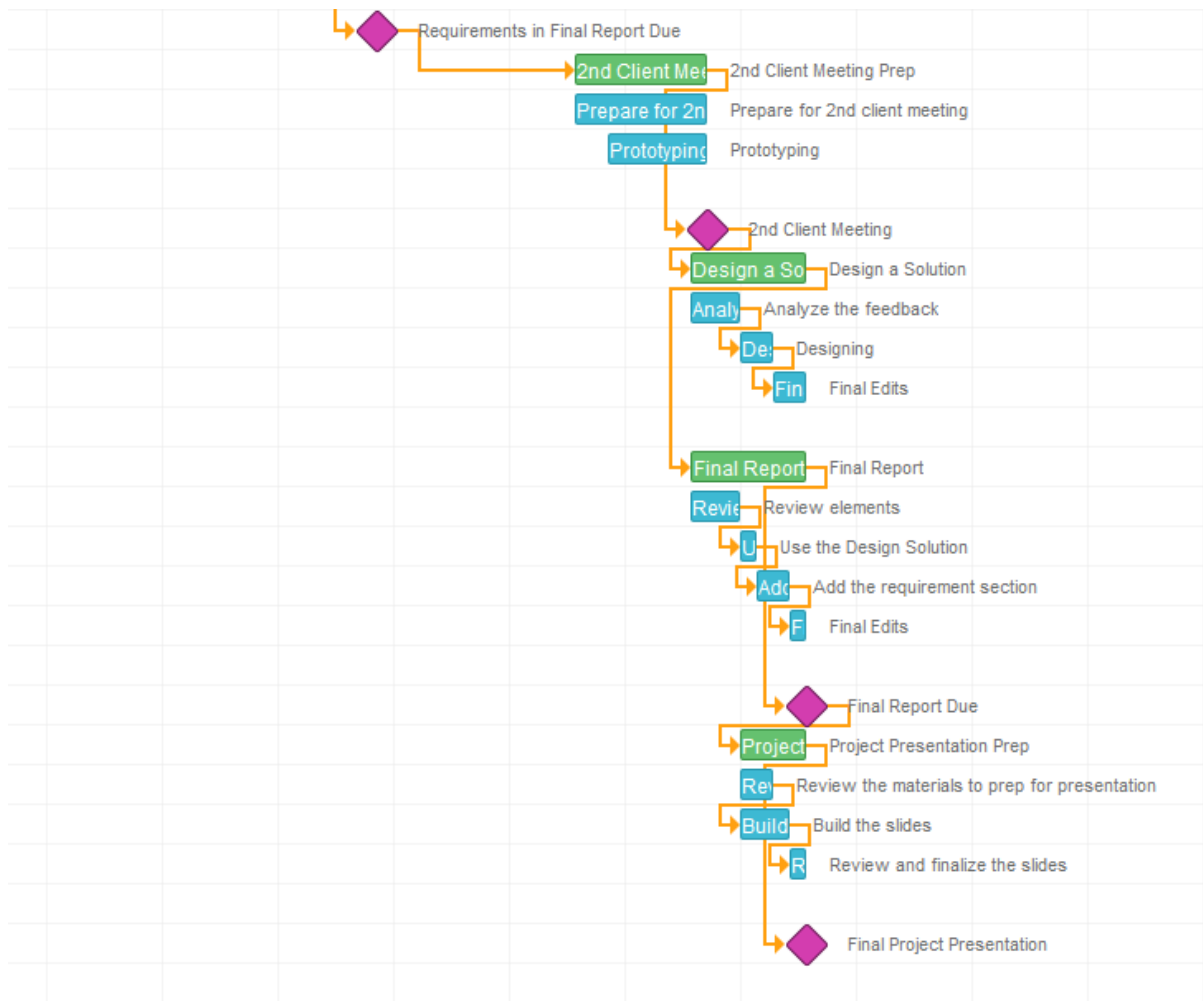 Requirements in Final Report Due
2nd Client Mee 2nd Client Meeting Prep
Prepare for 2n Prepare for 2nd client meeting
Prototyping Prototyping
2nd Client Meeting
Design a So Design a Solution
Analy Analyze the feedback
Des Designing
Fin Final Edits
Final Report Final Report
Revie Review elements
U Use the Design Solution
Add Add the requirement section
F Final Edits
Final Report Due
Project Project Presentation Prep
Rev Review the materials to prep for presentation
Build Build the slides
R Review and finalize the slides
Final Project Presentation